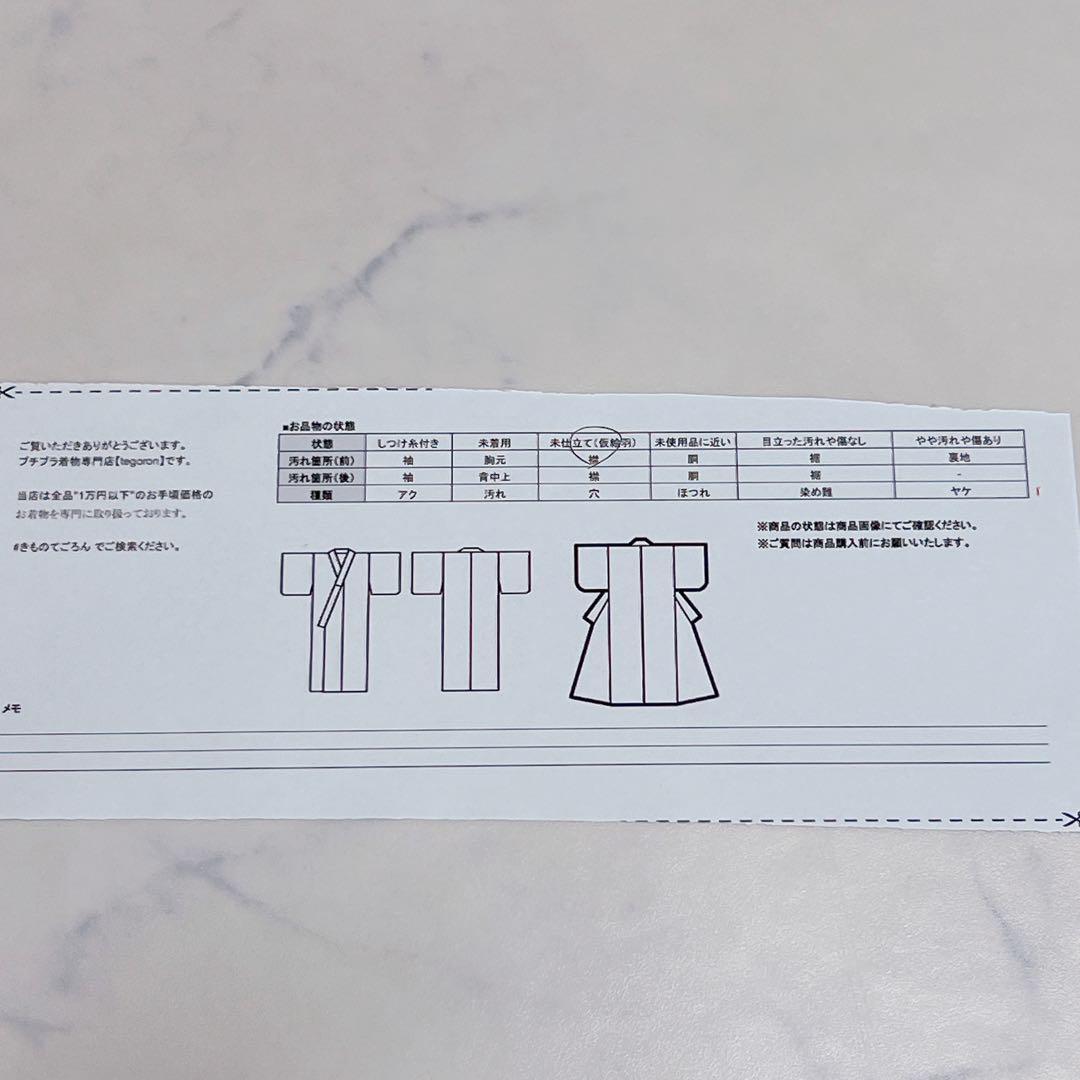 ご覧いただきありがとうございます。
プチプラ着物専門店【tegoron】です。
当店は全品"1万円以下"のお手頃価格の
お着物を専門に取り扱っております。
#きものてごろん でご検索ください。
■お品物の状態
状態 しつけ糸付き 未着用 未仕立て(仮絵羽) 未使用品に近い 目立った汚れや傷なし やや汚れや傷あり
汚れ箇所(前) 袖 胸元 襟 胴 裾 裏地
汚れ箇所(後) 袖 背中上 襟 胴 裾 -
種類 アク 汚れ 穴 ほつれ 染め難 ヤケ
※商品の状態は商品画像にてご確認ください。
※ご質問は商品購入前にお願いいたします。
メモ